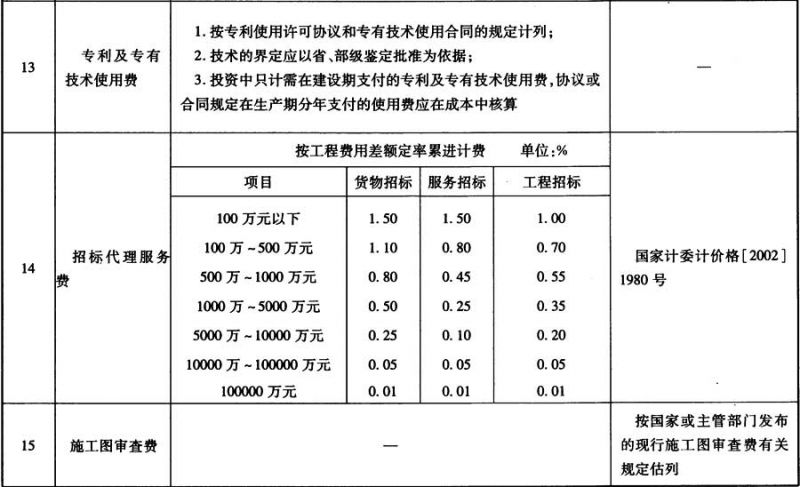 13
专利及专有
技术使用费
1. 按专利使用许可协议和专有技术使用合同的规定计列；
2. 技术的界定应以省、部级鉴定批准为依据；
3. 投资中只计需在建设期支付的专利及专有技术使用费，协议或
合同规定在生产期分年支付的使用费应在成本中核算
—
14
招标代理服务
费
按工程费用差额定率累进计费 单位：%
项目 货物招标 服务招标 工程招标
100 万元以下 1.50 1.50 1.00
100 万~500 万元 1.10 0.80 0.70
500 万~1000 万元 0.80 0.45 0.55
1000 万~5000 万元 0.50 0.25 0.35
5000 万~10000 万元 0.25 0.10 0.20
10000 万~100000 万元 0.05 0.05 0.05
100000 万元 0.01 0.01 0.01
国家计委计价格[2002]
1980 号
15
施工图审查费
—
按国家或主管部门发布
的现行施工图审查费有关
规定估列